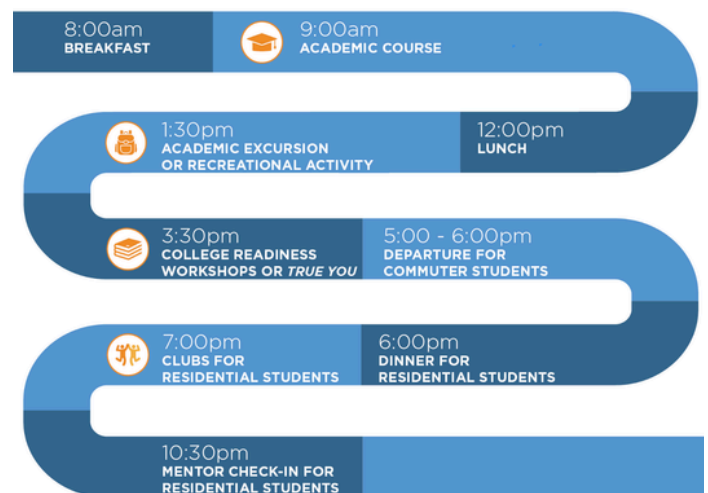 8:00am
BREAKFAST
9:00am
ACADEMIC COURSE
12:00pm
LUNCH
1:30pm
ACADEMIC EXCURSION
OR RECREATIONAL ACTIVITY
3:30pm
COLLEGE READINESS
WORKSHOPS OR TRUE YOU
5:00 - 6:00pm
DEPARTURE FOR
COMMUTER STUDENTS
6:00pm
DINNER FOR
RESIDENTIAL STUDENTS
7:00pm
CLUBS FOR
RESIDENTIAL STUDENTS
10:30pm
MENTOR CHECK-IN FOR
RESIDENTIAL STUDENTS